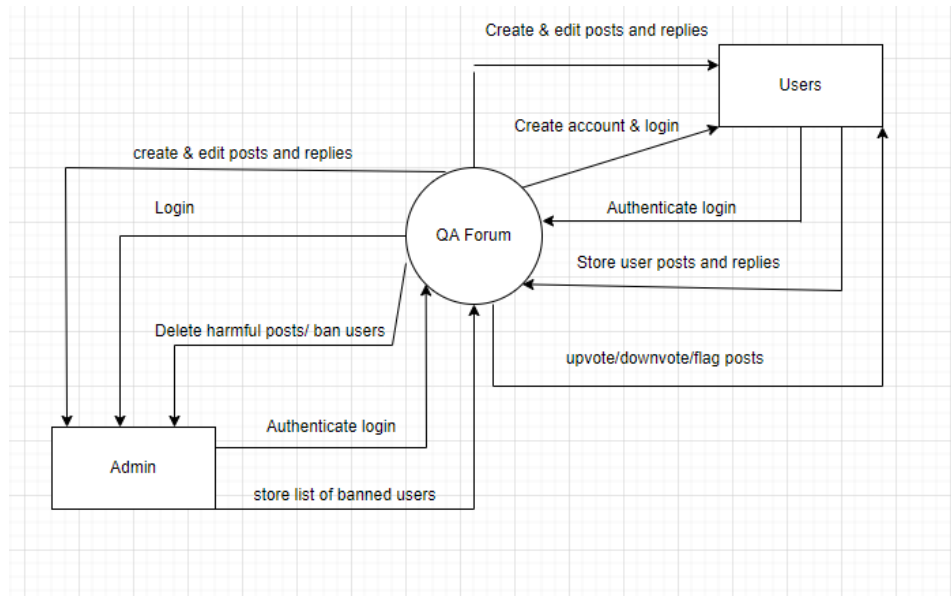 Create & edit posts and replies
Users
Create account & login
create & edit posts and replies
Login
Authenticate login
QA Forum
Store user posts and replies
Delete harmful posts/ ban users
upvote/downvote/flag posts
Authenticate login
Admin
store list of banned users